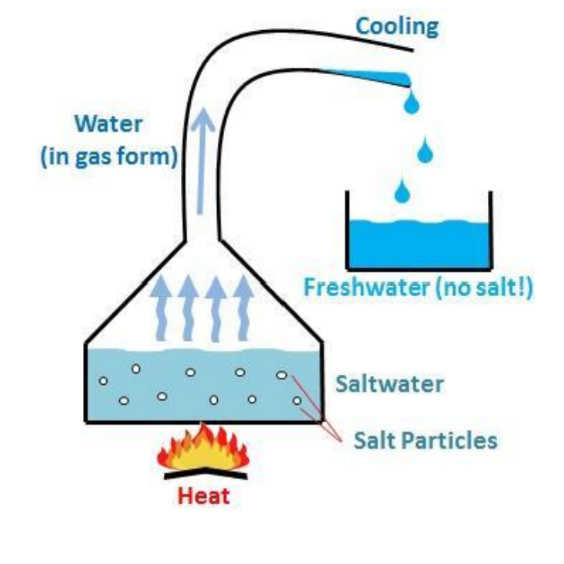 Cooling
Water
(in gas form)
Freshwater (no salt!)
Saltwater
Salt Particles
Heat